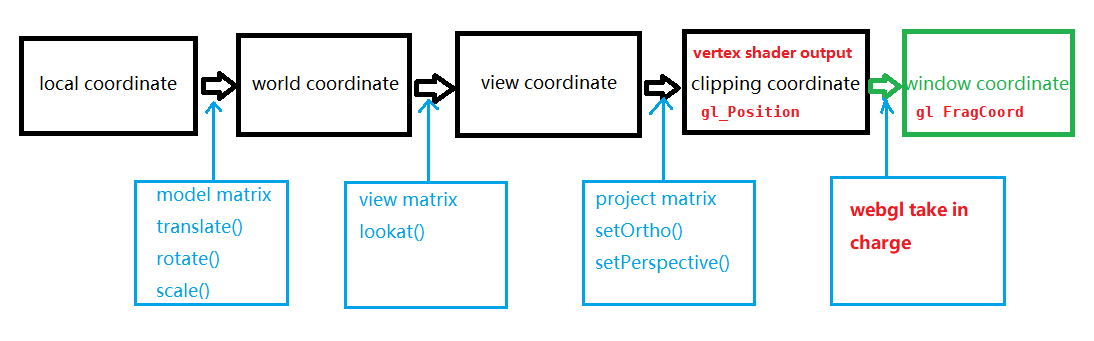 local coordinate
world coordinate
view coordinate
vertex shader output
clipping coordinate
gl_Position
window coordinate
gl FragCoord
model matrix
translate()
rotate()
scale()
view matrix
lookat()
project matrix
setOrtho()
setPerspective()
webgl take in
charge